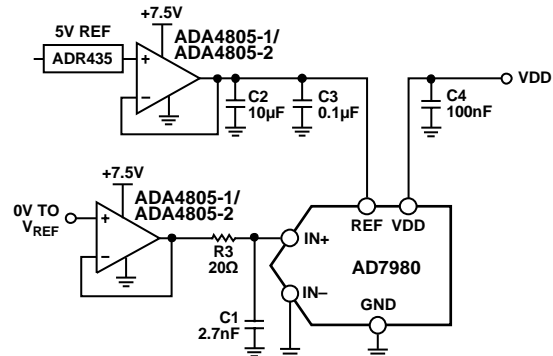 +7.5V
5V REF
ADR435
ADA4805-1/
ADA4805-2
+
−
C2
10µF
C3
0.1µF
C4
100nF
VDD
+7.5V
0V TO
VREF
ADA4805-1/
ADA4805-2
+
−
R3
20Ω
C1
2.7nF
IN+
IN−
REF
VDD
AD7980
GND